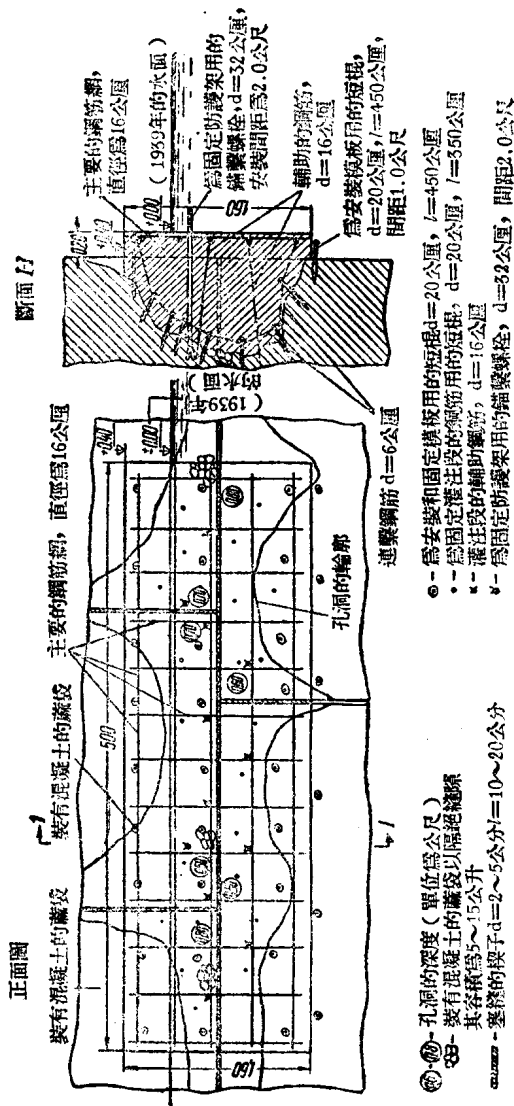 正面圖
裝有混凝土的蔴袋
裝有混凝土的蔴袋
主要的鋼筋網，直徑爲16公厘
500
160
+0.40
±0.00
（1939年
的水面）
孔洞的輪廓
連繫鋼筋 d=6公厘
斷面 I-I
主要的鋼筋網，
直徑爲16公厘
±0.00
（1939年的水面）
160
爲固定防護架用的
錨繫螺栓，d=32公厘，
安裝間距爲2.0公尺
輔助的鋼筋，
d=16公厘
爲安裝模板用的短棍，
d=20公厘，l=450公厘，
間距1.0公尺
- 孔洞的深度（單位爲公尺）
- 裝有混凝土的蔴袋以隔絕縫隙
其容積爲5~15公升
- 塞縫的楔子d=2~5公分l=10~20公分
- 爲安裝和固定模板用的短棍d=20公厘，l=450公厘
- 爲固定灌注段的鋼筋用的短棍，d=20公厘，l=350公厘
- 灌注段的輔助鋼筋，d=16公厘
- 爲固定防護架用的錨繫螺栓，d=32公厘，間距2.0公尺